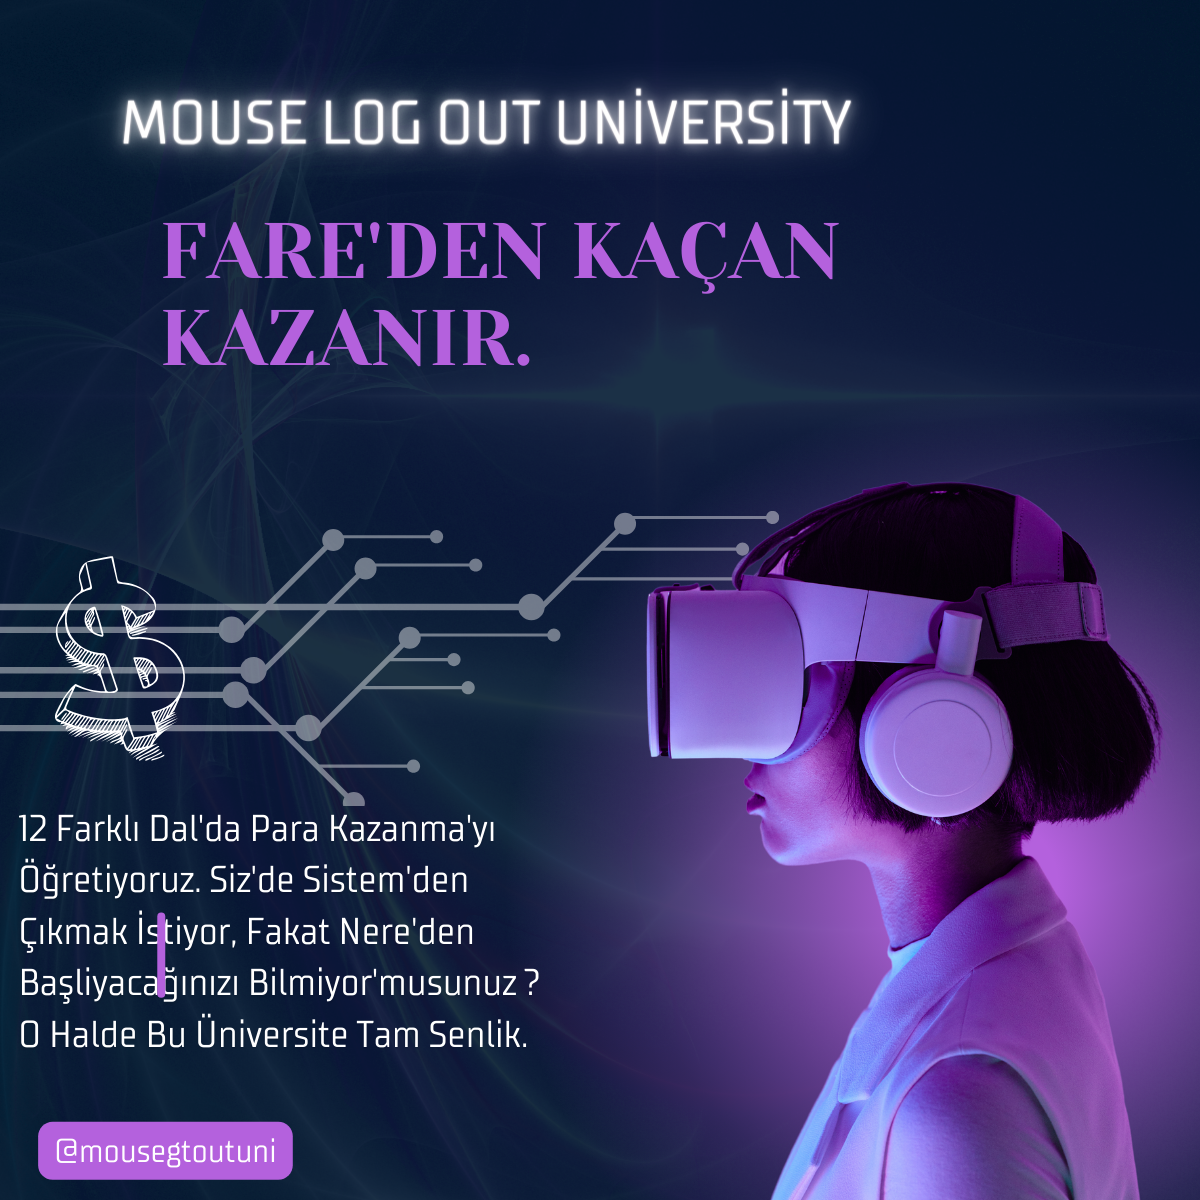 MOUSE LOG OUT UNİVERSİTY
FARE'DEN KAÇAN
KAZANIR.
12 Farklı Dal'da Para Kazanma'yı
Öğretiyoruz. Siz'de Sistem'den
Çıkmak İstiyor, Fakat Nere'den
Başliyacağınızı Bilmiyor'musunuz ?
O Halde Bu Üniversite Tam Senlik.
@mousegtoutuni